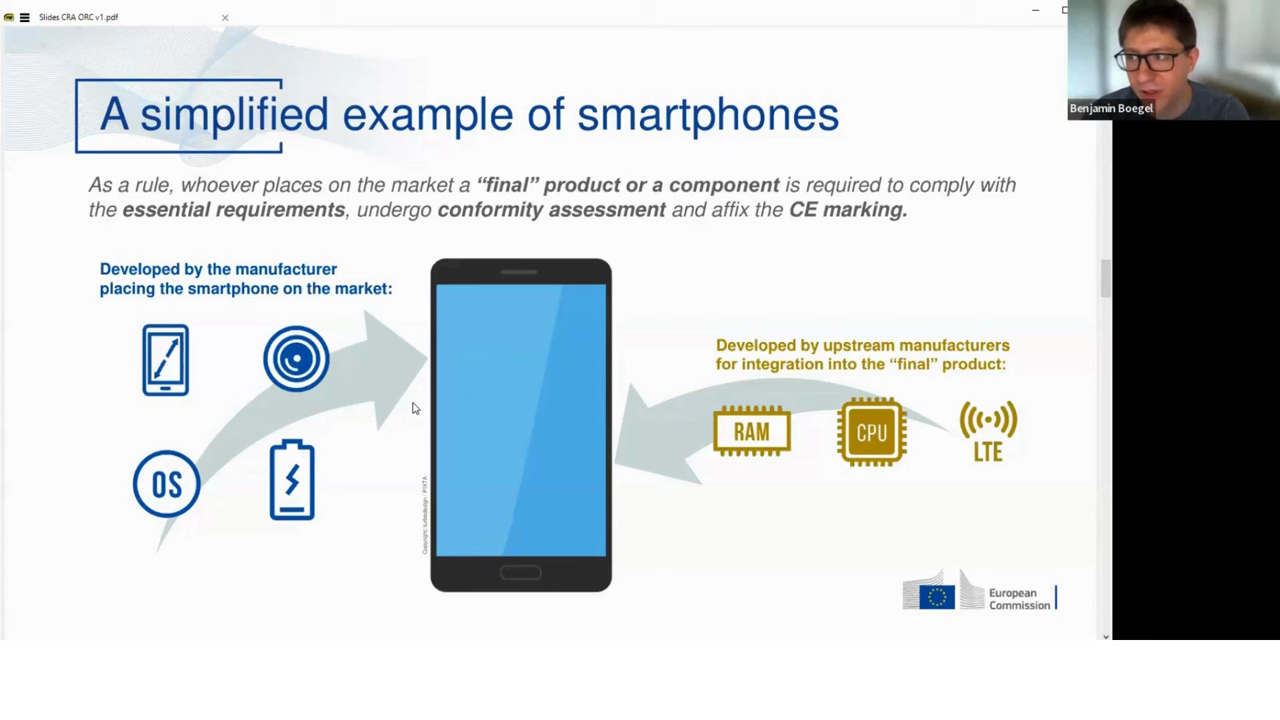 Slides CRA ORC v1.pdf
Benjamin Boegel
A simplified example of smartphones
As a rule, whoever places on the market a “final” product or a component is required to comply with
the essential requirements, undergo conformity assessment and affix the CE marking.
Developed by the manufacturer
placing the smartphone on the market:
OS
Developed by upstream manufacturers
for integration into the “final” product:
RAM
CPU
LTE
European
Commission